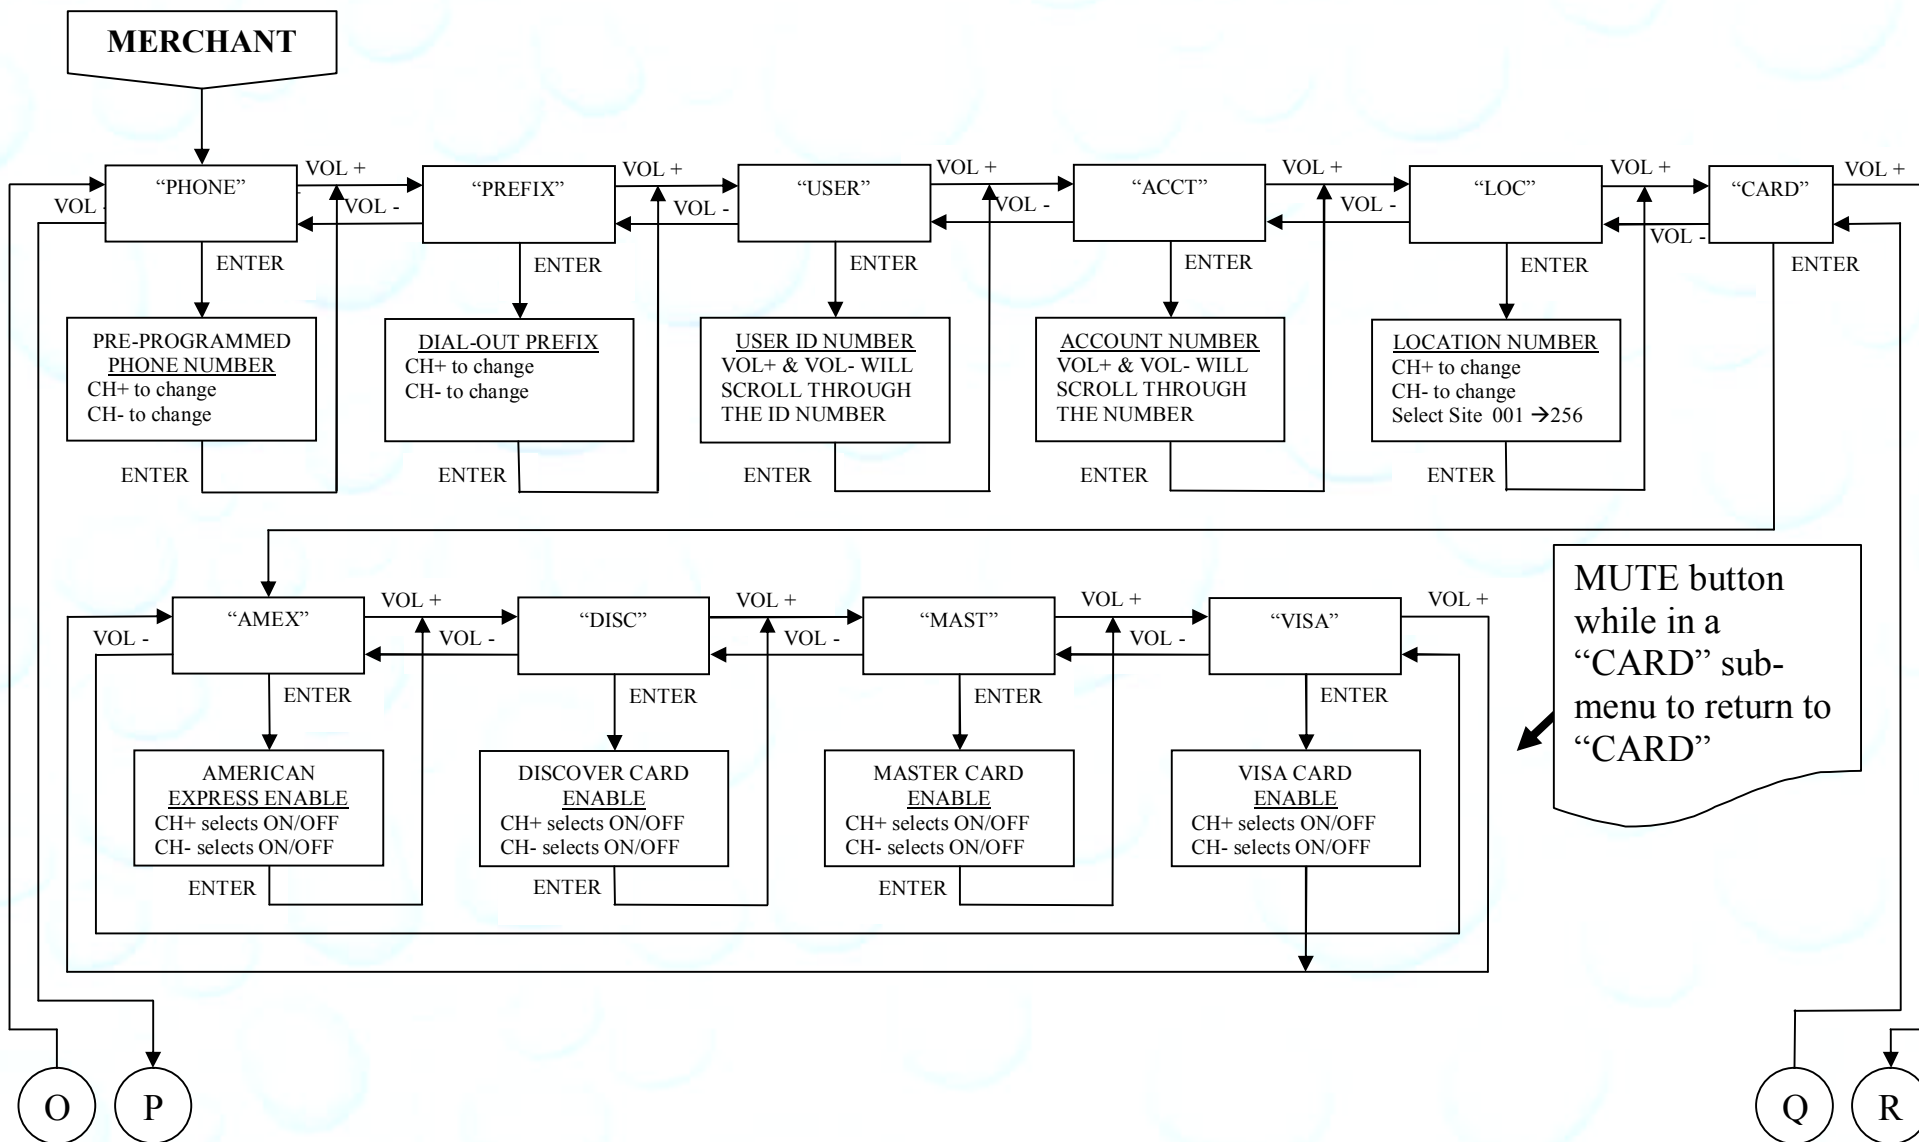 MERCHANT
“PHONE”
VOL +
VOL -
“PREFIX”
VOL +
VOL -
“USER”
VOL +
VOL -
“ACCT”
VOL +
VOL -
“LOC”
VOL +
VOL -
“CARD”
VOL +
VOL -
ENTER
ENTER
ENTER
ENTER
ENTER
ENTER
PRE-PROGRAMMED
PHONE NUMBER
CH+ to change
CH- to change
DIAL-OUT PREFIX
CH+ to change
CH- to change
USER ID NUMBER
VOL+ & VOL- WILL
SCROLL THROUGH
THE ID NUMBER
ACCOUNT NUMBER
VOL+ & VOL- WILL
SCROLL THROUGH
THE NUMBER
LOCATION NUMBER
CH+ to change
CH- to change
Select Site 001 →256
ENTER
ENTER
ENTER
ENTER
ENTER
“AMEX”
VOL +
VOL -
“DISC”
VOL +
VOL -
“MAST”
VOL +
VOL -
“VISA”
VOL +
VOL -
ENTER
ENTER
ENTER
ENTER
MUTE button
while in a
“CARD” sub-
menu to return to
“CARD”
AMERICAN
EXPRESS ENABLE
CH+ selects ON/OFF
CH- selects ON/OFF
DISCOVER CARD
ENABLE
CH+ selects ON/OFF
CH- selects ON/OFF
MASTER CARD
ENABLE
CH+ selects ON/OFF
CH- selects ON/OFF
VISA CARD
ENABLE
CH+ selects ON/OFF
CH- selects ON/OFF
ENTER
ENTER
ENTER
O
P
Q
R